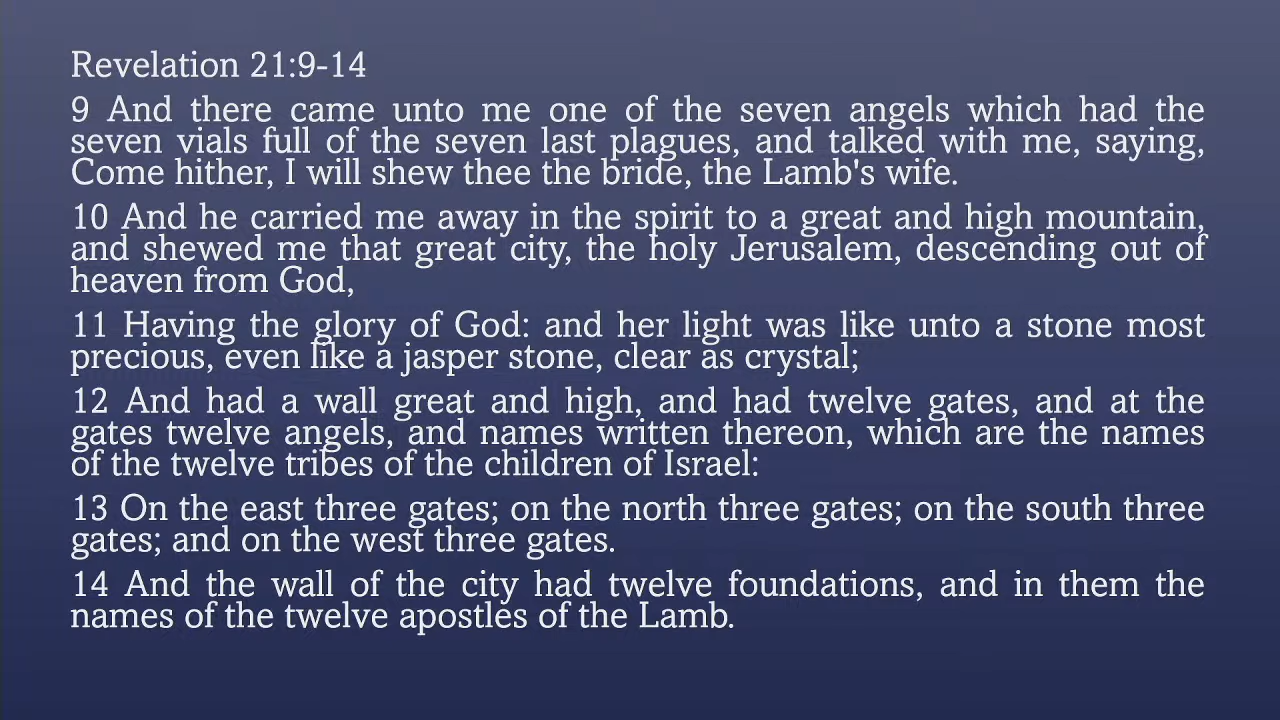 Revelation 21:9-14
9 And there came unto me one of the seven angels which had the
seven vials full of the seven last plagues, and talked with me, saying,
Come hither, I will shew thee the bride, the Lamb's wife.
10 And he carried me away in the spirit to a great and high mountain,
and shewed me that great city, the holy Jerusalem, descending out of
heaven from God,
11 Having the glory of God: and her light was like unto a stone most
precious, even like a jasper stone, clear as crystal;
12 And had a wall great and high, and had twelve gates, and at the
gates twelve angels, and names written thereon, which are the names
of the twelve tribes of the children of Israel:
13 On the east three gates; on the north three gates; on the south three
gates; and on the west three gates.
14 And the wall of the city had twelve foundations, and in them the
names of the twelve apostles of the Lamb.